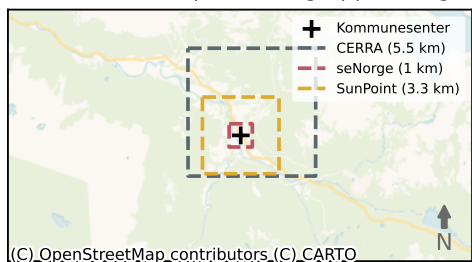 Kommunesenter
CERRA (5.5 km)
seNorge (1 km)
SunPoint (3.3 km)
N
(C) OpenStreetMap contributors (C) CARTO